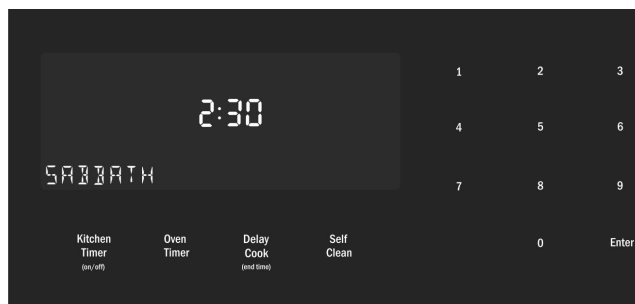 2:30
SABBATH
Kitchen
Timer
(on/off)
Oven
Timer
Delay
Cook
(end time)
Self
Clean
1 2 3
4 5 6
7 8 9
0 Enter